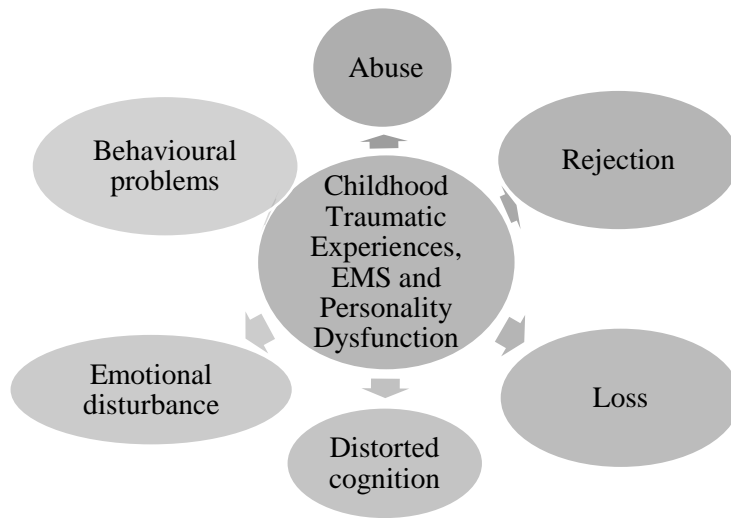 Abuse
Behavioural
problems
Rejection
Childhood
Traumatic
Experiences,
EMS and
Personality
Dysfunction
Emotional
disturbance
Loss
Distorted
cognition